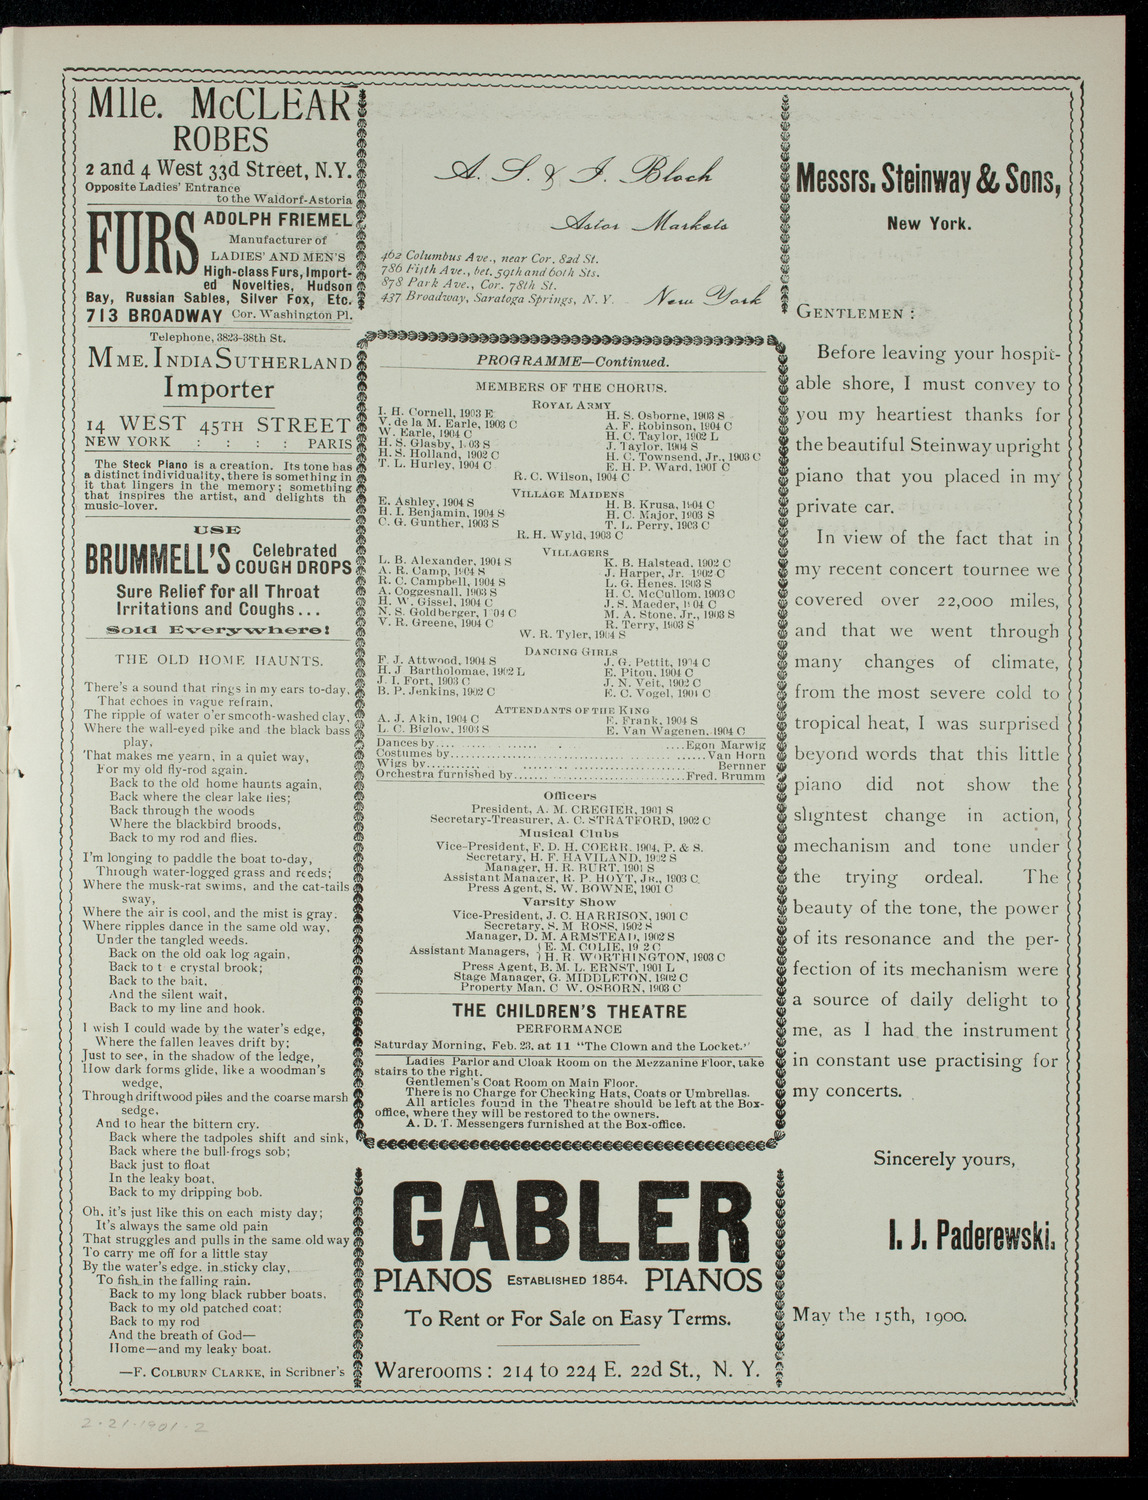 Mlle. McCLEAR
ROBES
2 and 4 West 33d Street, N.Y.
Opposite Ladies' Entrance
to the Waldorf-Astoria
FURS
ADOLPH FRIEMEL
Manufacturer of
LADIES' AND MEN'S
High-class Furs, Import-
ed Novelties, Hudson
Bay, Russian Sables, Silver Fox, Etc.
713 BROADWAY Cor. Washington Pl.
Telephone, 3823-38th St.
MME. INDIA SUTHERLAND
Importer
14 WEST 45TH STREET
NEW YORK : : : : PARIS
The Steck Piano is a creation. Its tone has
a distinct individuality, there is something in
it that lingers in the memory; something
that inspires the artist, and delights th
music-lover.
USE
BRUMMELL'S Celebrated
COUGH DROPS
Sure Relief for all Throat
Irritations and Coughs...
Sold Everywhere!
THE OLD HOME HAUNTS.
There's a sound that rings in my ears to-day,
That echoes in vague refrain,
The ripple of water o'er smooth-washed clay,
Where the wall-eyed pike and the black bass
play,
That makes me yearn, in a quiet way,
For my old fly-rod again.
Back to the old home haunts again,
Back where the clear lake lies;
Back through the woods
Where the blackbird broods,
Back to my rod and flies.
I'm longing to paddle the boat to-day,
Through water-logged grass and reeds;
Where the musk-rat swims, and the cat-tails
sway,
Where the air is cool, and the mist is gray.
Where ripples dance in the same old way,
Under the tangled weeds.
Back on the old oak log again,
Back to t e crystal brook;
Back to the bait,
And the silent wait,
Back to my line and hook.
I wish I could wade by the water's edge,
Where the fallen leaves drift by;
Just to see, in the shadow of the ledge,
How dark forms glide, like a woodman's
wedge,
Through driftwood piles and the coarse marsh
sedge,
And to hear the bittern cry.
Back where the tadpoles shift and sink,
Back where the bull-frogs sob;
Back just to float
In the leaky boat,
Back to my dripping bob.
Oh, it's just like this on each misty day;
It's always the same old pain
That struggles and pulls in the same old way
To carry me off for a little stay
By the water's edge. in sticky clay,
To fish in the falling rain.
Back to my long black rubber boats,
Back to my old patched coat;
Back to my rod
And the breath of God—
Home—and my leaky boat.
—F. COLBURN CLARKE, in Scribner's
A. S. & I. Bloch
Astor Markets
462 Columbus Ave., near Cor. 82d St.
786 Fifth Ave., bet. 59th and 60th Sts.
878 Park Ave., Cor. 78th St.
437 Broadway, Saratoga Springs, N. Y. New York
PROGRAMME—Continued.
MEMBERS OF THE CHORUS.
ROYAL ARMY
I. H. Cornell, 1903 E
V. de la M. Earle, 1903 C
W. Earle, 1904 C
H. S. Glasby, 1 03 S
H. S. Holland, 1902 C
T. L. Hurley, 1904 C
H. S. Osborne, 1903 S
A. F. Robinson, 1904 C
H. C. Taylor, 1902 L
J. Taylor, 1904 S
H. C. Townsend, Jr., 1903 C
E. H. P. Ward, 1901 C
R. C. Wilson, 1904 C
VILLAGE MAIDENS
E. Ashley, 1904 S
H. I. Benjamin, 1904 S
C. G. Gunther, 1903 S
H. B. Krusa, 1904 C
H. C. Major, 1903 S
T. L. Perry, 1903 C
R. H. Wyld, 1903 C
VILLAGERS
L. B. Alexander, 1904 S
A. R. Camp, 1904 S
R. C. Campbell, 1904 S
A. Coggesnall, 1903 S
H. W. Gissel, 1904 C
N. S. Goldberger, 1 04 C
V. R. Greene, 1904 C
K. B. Halstead, 1902 C
J. Harper, Jr. 1902 C
L. G. Henes, 1903 S
H. C. McCullom, 1903 C
J. S. Maeder, 1904 C
M. A. Stone, Jr., 1903 S
R. Terry, 1903 S
W. R. Tyler, 1904 S
DANCING GIRLS
F. J. Attwood, 1904 S
H. J Bartholomae, 1902 L
J. I. Fort, 1903 C
B. P. Jenkins, 1902 C
J. G. Pettit, 1904 C
E. Pitou, 1904 C
J. N. Veit, 1902 C
E. C. Vogel, 1901 C
ATTENDANTS OF THE KING
A. J. Akin, 1904 C
L. C. Biglow, 1903 S
E. Frank, 1904 S
E. Van Wagenen, 1904 C
Dances by.... Egon Marwig
Costumes by.... Van Horn
Wigs by.... Bernner
Orchestra furnished by.... Fred. Brumm
Officers
President, A. M. CREGIER, 1901 S
Secretary-Treasurer, A. C. STRATFORD, 1902 C
Musical Clubs
Vice-President, F. D. H. COERR, 1904, P. & S.
Secretary, H. F. HAVILAND, 1902 S
Manager, H. R. BURT, 1901 S
Assistant Manager, R. P. HOYT, JR., 1903 C
Press Agent, S. W. BOWNE, 1901 C
Varsity Show
Vice-President, J. C. HARRISON, 1901 C
Secretary, S. M ROSS, 1902 S
Manager, D. M. ARMSTEAD, 1902 S
Assistant Managers, { E. M. COLIE, 19 2 C
{ H. R. WORTHINGTON, 1903 C
Press Agent, B. M. L. ERNST, 1901 L
Stage Manager, G. MIDDLETON, 1902 C
Property Man, C W. OSBORN, 1903 C
THE CHILDREN'S THEATRE
PERFORMANCE
Saturday Morning, Feb. 23, at 11 "The Clown and the Locket."
Ladies Parlor and Cloak Room on the Mezzanine Floor, take
stairs to the right.
Gentlemen's Coat Room on Main Floor.
There is no Charge for Checking Hats, Coats or Umbrellas.
All articles found in the Theatre should be left at the Box-
office, where they will be restored to the owners.
A. D. T. Messengers furnished at the Box-office.
GABLER
PIANOS ESTABLISHED 1854. PIANOS
To Rent or For Sale on Easy Terms.
Warerooms: 214 to 224 E. 22d St., N. Y.
Messrs. Steinway & Sons,
New York.
GENTLEMEN:
Before leaving your hospit-
able shore, I must convey to
you my heartiest thanks for
the beautiful Steinway upright
piano that you placed in my
private car.
In view of the fact that in
my recent concert tournee we
covered over 22,000 miles,
and that we went through
many changes of climate,
from the most severe cold to
tropical heat, I was surprised
beyond words that this little
piano did not show the
slightest change in action,
mechanism and tone under
the trying ordeal. The
beauty of the tone, the power
of its resonance and the per-
fection of its mechanism were
a source of daily delight to
me, as I had the instrument
in constant use practising for
my concerts.
Sincerely yours,
I. J. Paderewski.
May the 15th, 1900.
2-21-1901-2